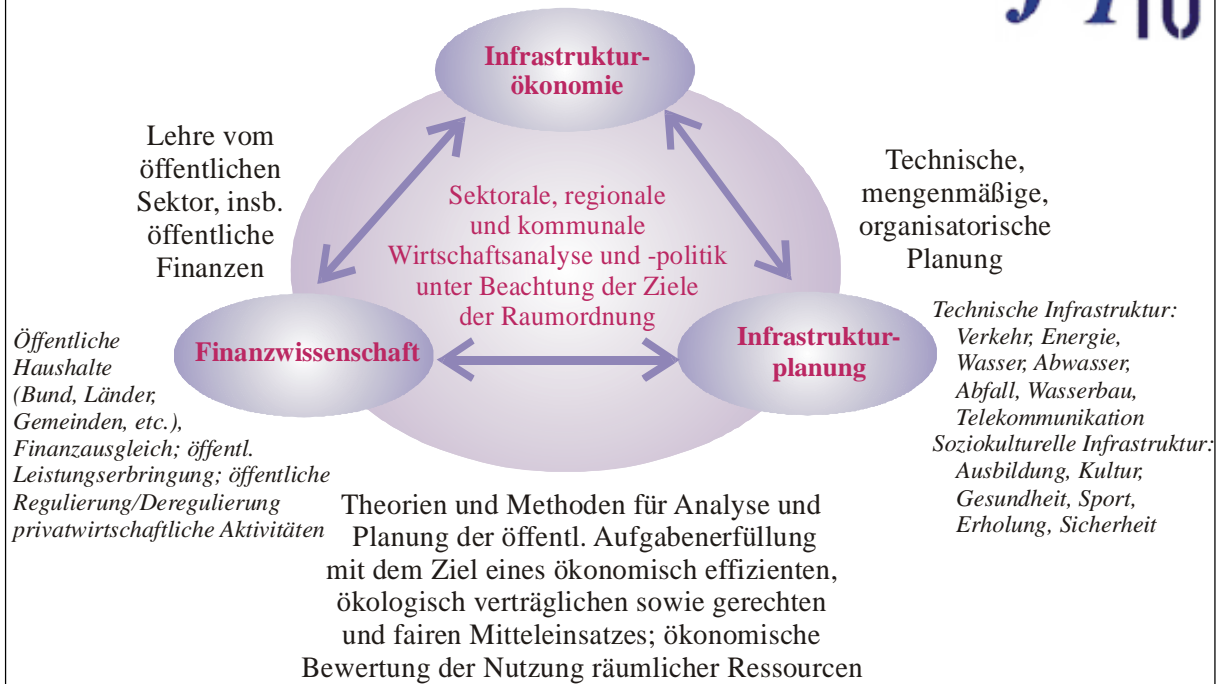 Infrastruktur-
ökonomie
Lehre vom
öffentlichen
Sektor, insb.
öffentliche
Finanzen
Sektorale, regionale
und kommunale
Wirtschaftsanalyse und -politik
unter Beachtung der Ziele
der Raumordnung
Technische,
mengenmäßige,
organisatorische
Planung
Finanzwissenschaft
Infrastruktur-
planung
Öffentliche
Haushalte
(Bund, Länder,
Gemeinden, etc.),
Finanzausgleich; öffentl.
Leistungserbringung; öffentliche
Regulierung/Deregulierung
privatwirtschaftliche Aktivitäten
Technische Infrastruktur:
Verkehr, Energie,
Wasser, Abwasser,
Abfall, Wasserbau,
Telekommunikation
Soziokulturelle Infrastruktur:
Ausbildung, Kultur,
Gesundheit, Sport,
Erholung, Sicherheit
Theorien und Methoden für Analyse und
Planung der öffentl. Aufgabenerfüllung
mit dem Ziel eines ökonomisch effizienten,
ökologisch verträglichen sowie gerechten
und fairen Mitteleinsatzes; ökonomische
Bewertung der Nutzung räumlicher Ressourcen